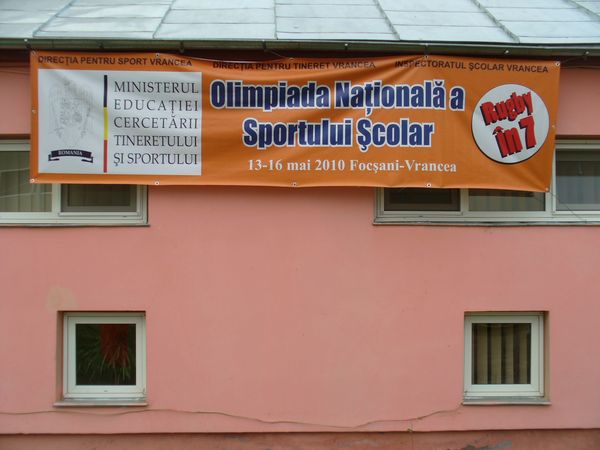 DIRECȚIA PENTRU SPORT VRANCEA DIRECȚIA PENTRU TINERET VRANCEA INSPECTORATUL ȘCOLAR VRANCEA
MINISTERUL
EDUCAȚIEI
CERCETĂRII
TINERETULUI
ȘI SPORTULUI
ROMANIA
Olimpiada Națională a
Sportului Școlar
13-16 mai 2010 Focșani-Vrancea
Rugby
în 7